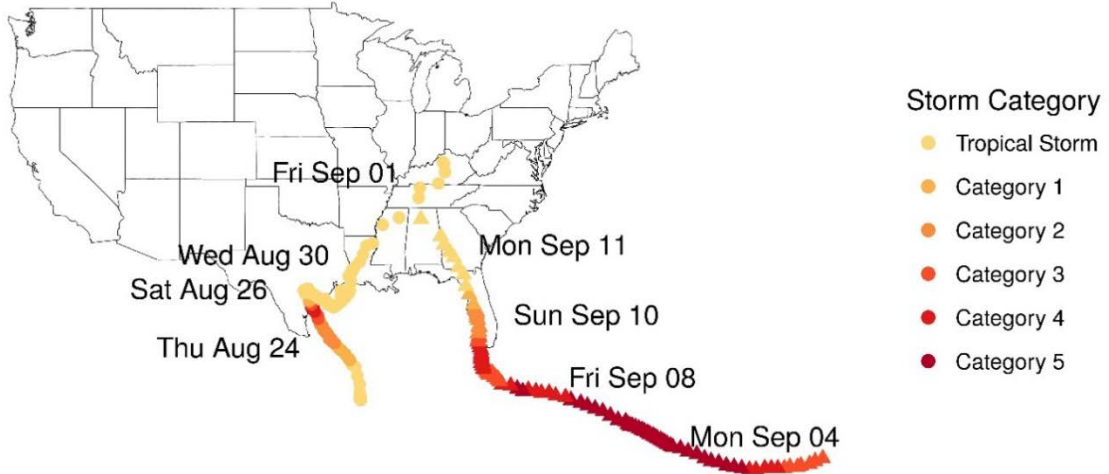 Storm Category
Tropical Storm
Category 1
Category 2
Category 3
Category 4
Category 5
Fri Sep 01
Wed Aug 30
Sat Aug 26
Thu Aug 24
Mon Sep 11
Sun Sep 10
Fri Sep 08
Mon Sep 04